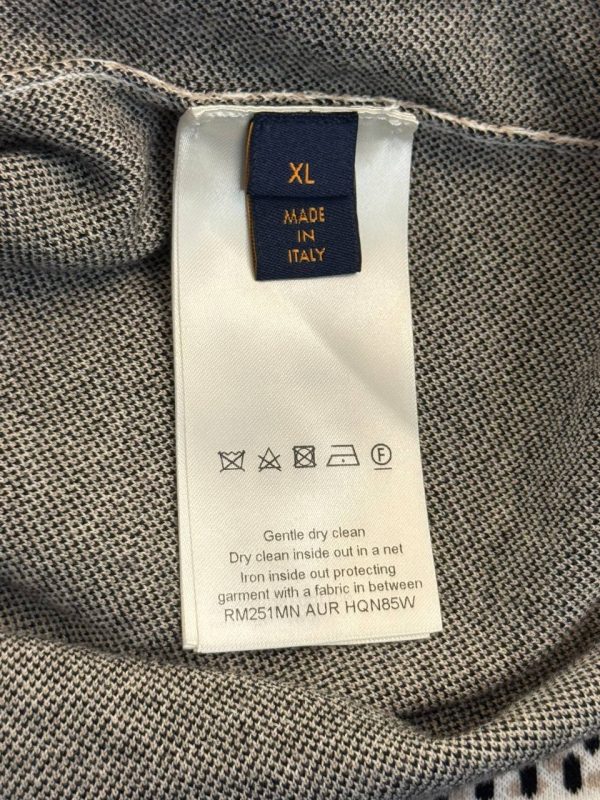 XL
MADE
IN
ITALY
F
Gentle dry clean
Dry clean inside out in a net
Iron inside out protecting
garment with a fabric in between
RM251MN AUR HQN85W